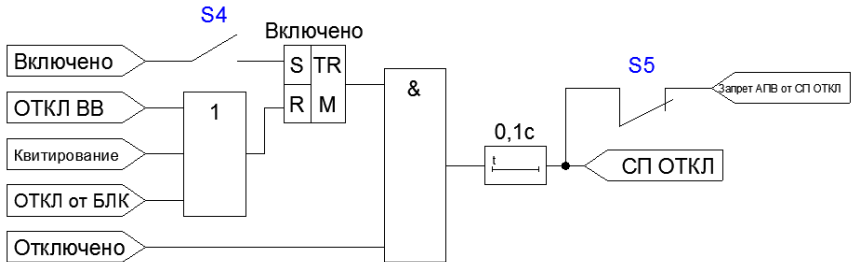 S4
Включено
Включено
S TR
R M
ОТКЛ ВВ
1
Квитирование
ОТКЛ от БЛК
Отключено
&
0,1с
t
S5
Запрет АПВ от СП ОТКЛ
СП ОТКЛ